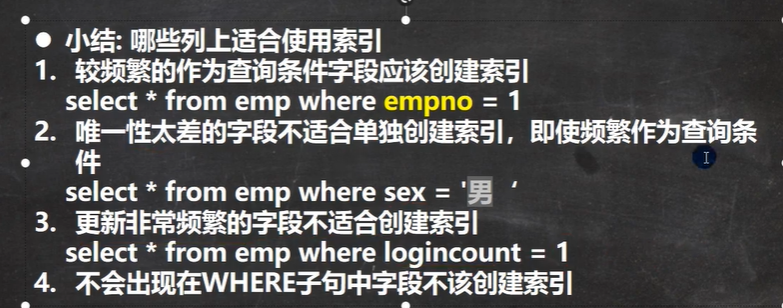 ● 小结: 哪些列上适合使用索引
1. 较频繁的作为查询条件字段应该创建索引
select * from emp where empno = 1
2. 唯一性太差的字段不适合单独创建索引，即使频繁作为查询条
件
select * from emp where sex = '男 ‘
3. 更新非常频繁的字段不适合创建索引
select * from emp where logincount = 1
4. 不会出现在WHERE子句中字段不该创建索引